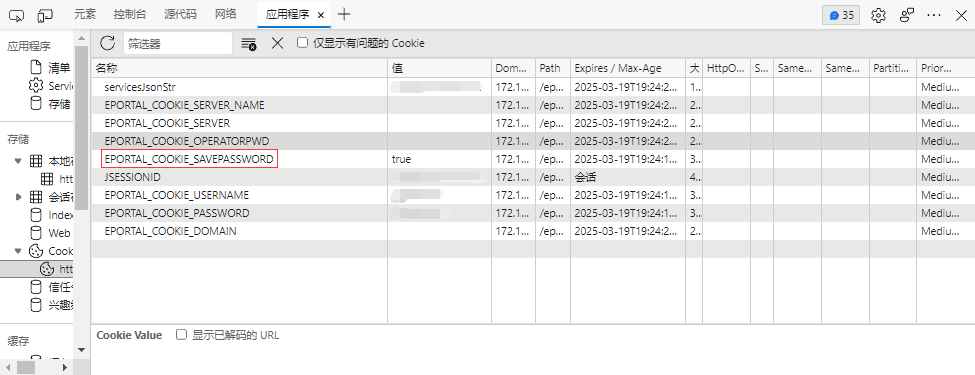 元素 控制台 源代码 网络 应用程序 35
应用程序 筛选器 仅显示有问题的 Cookie
清单
Servic
存储
存储
本地存
htt
会话存
Index
Web
Cook
htt
信任令
兴趣组
缓存
名称 值 Dom... Path Expires / Max-Age 大 HttpO... S... Same... Same... Partiti... Prior...
servicesJsonStr 172.1... /ep... 2025-03-19T19:24:2... 1... Mediu...
EPORTAL_COOKIE_SERVER_NAME 172.1... /ep... 2025-03-19T19:24:2... 2... Mediu...
EPORTAL_COOKIE_SERVER 172.1... /ep... 2025-03-19T19:24:2... 2... Mediu...
EPORTAL_COOKIE_OPERATORPWD 172.1... /ep... 2025-03-19T19:24:2... 2... Mediu...
EPORTAL_COOKIE_SAVEPASSWORD true 172.1... /ep... 2025-03-19T19:24:1... 3... Mediu...
JSESSIONID 172.1... /ep... 会话 4... Mediu...
EPORTAL_COOKIE_USERNAME 172.1... /ep... 2025-03-19T19:24:1... 3... Mediu...
EPORTAL_COOKIE_PASSWORD 172.1... /ep... 2025-03-19T19:24:1... 3... Mediu...
EPORTAL_COOKIE_DOMAIN 172.1... /ep... 2025-03-19T19:24:2... 2... Mediu...
Cookie Value 显示已解码的 URL